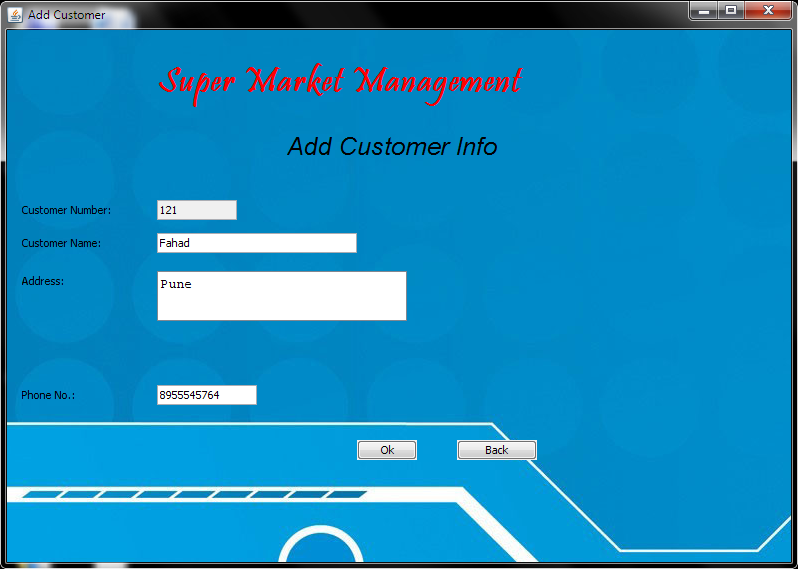 Add Customer
Super Market Management
Add Customer Info
Customer Number: 121
Customer Name: Fahad
Address: Pune
Phone No.: 8955545764
Ok Back